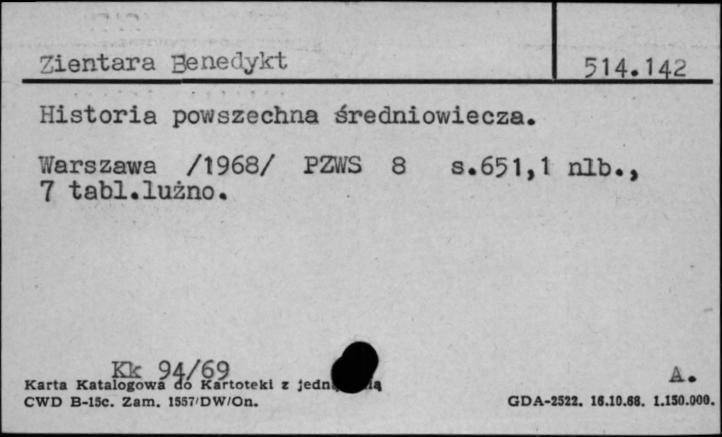 Zientara Benedykt
514.142
Historia powszechna średniowiecza.
Warszawa /1968/ PZWS 8 s.651,1 nlb.,
7 tabl.luźno.
Kk 94/69
A.
Karta Katalogowa do Kartoteki z
CWD B-15c. Zam. 1557/DW/On.
GDA-2522. 16.10.68. 1.150.000.